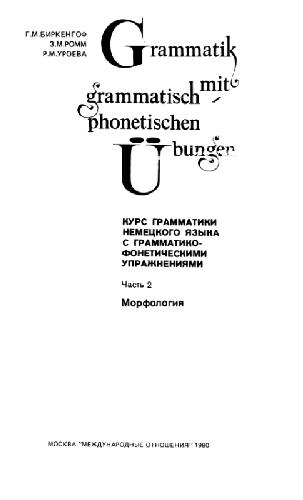 Г.М.БИРКЕНГОФ
З.М.РОММ
Р.М.УРОЕВА
Grammatik
mit
grammatisch
phonetischen
Übungen
КУРС ГРАММАТИКИ
НЕМЕЦКОГО ЯЗЫКА
С ГРАММАТИКО-
ФОНЕТИЧЕСКИМИ
УПРАЖНЕНИЯМИ
Часть 2
Морфология
МОСКВА "МЕЖДУНАРОДНЫЕ ОТНОШЕНИЯ" 1980